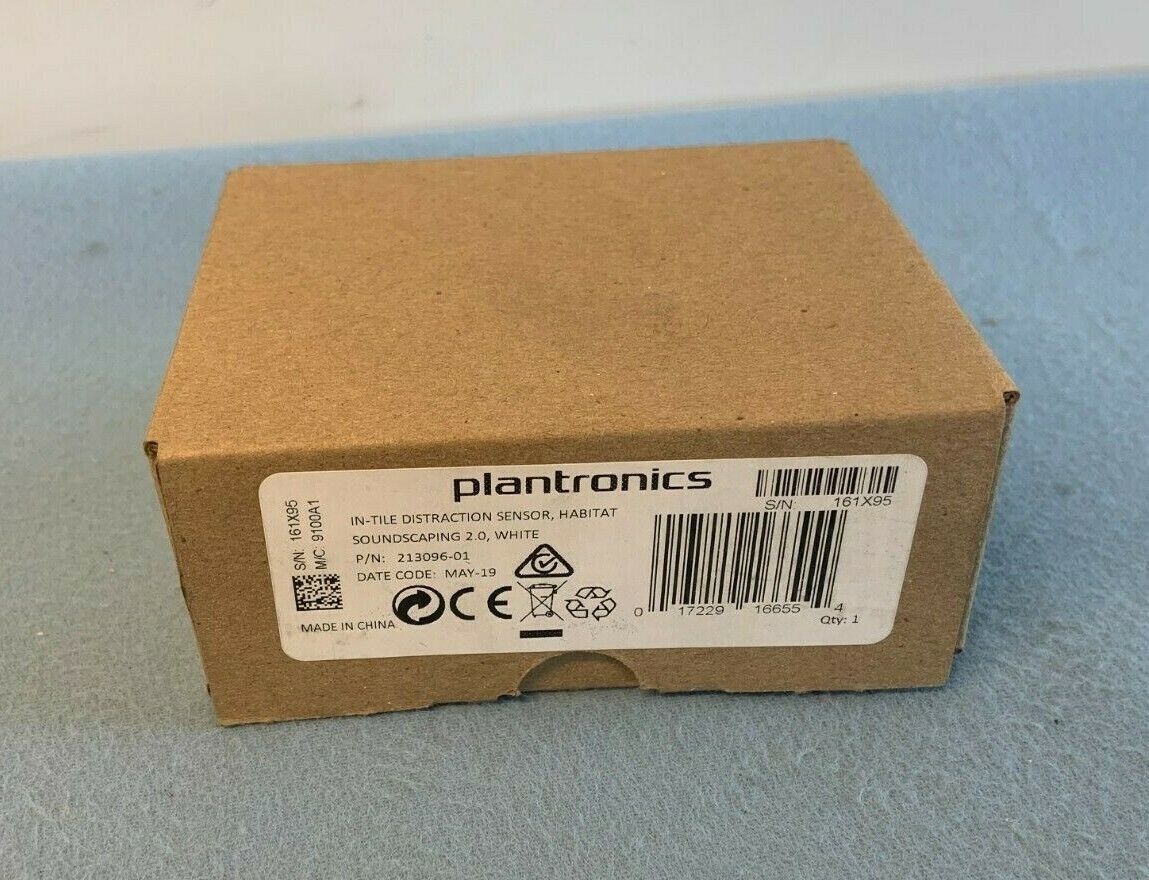 plantronics
S/N: 161X95
IN-TILE DISTRACTION SENSOR, HABITAT
SOUNDSCAPING 2.0, WHITE
P/N: 213096-01
DATE CODE: MAY-19
S/N: 161X95
M/C: 9100A1
CE
MADE IN CHINA
0 17229 16655 4
Qty: 1